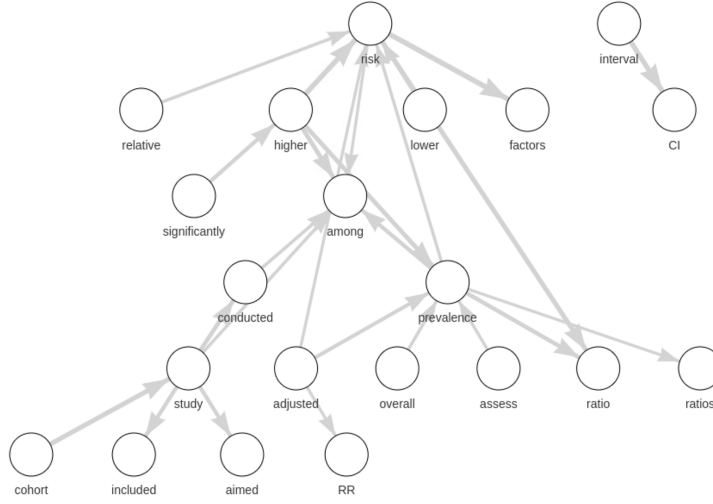 risk
interval
relative
higher
lower
factors
CI
significantly
among
conducted
prevalence
study
adjusted
overall
assess
ratio
ratios
cohort
included
aimed
RR